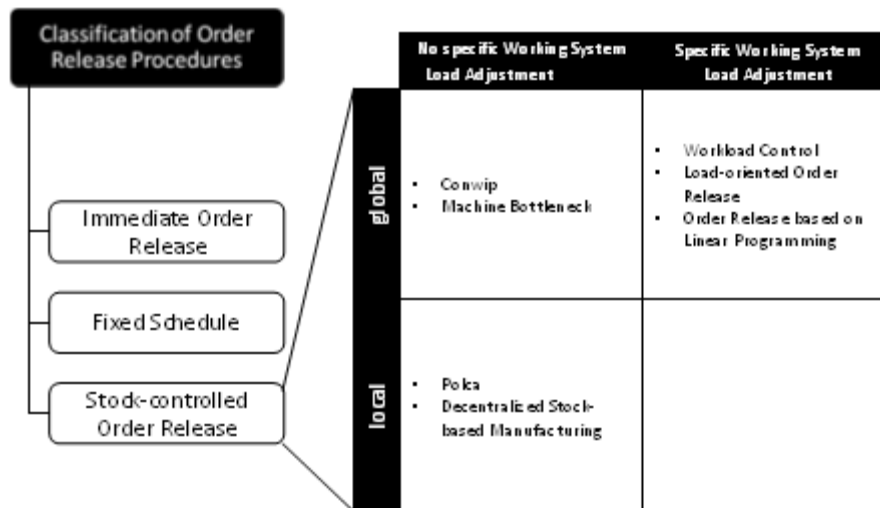 Classification of Order
Release Procedures
Immediate Order
Release
Fixed Schedule
Stock-controlled
Order Release
No specific Working System
Load Adjustment
Specific Working System
Load Adjustment
global
• Conwip
• Machine Bottleneck
• Workload Control
• Load-oriented Order
Release
• Order Release based on
Linear Programming
local
• Polca
• Decentralized Stock-
based Manufacturing